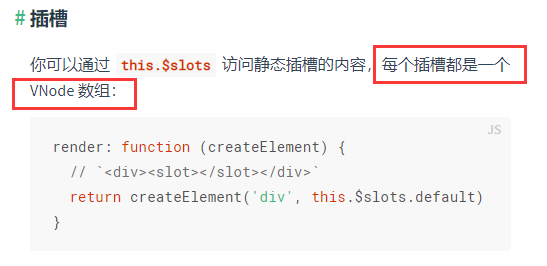 # 插槽
你可以通过 this.$slots 访问静态插槽的内容，每个插槽都是一个
VNode 数组：
JS
render: function (createElement) {
// `<div><slot></slot></div>`
return createElement('div', this.$slots.default)
}